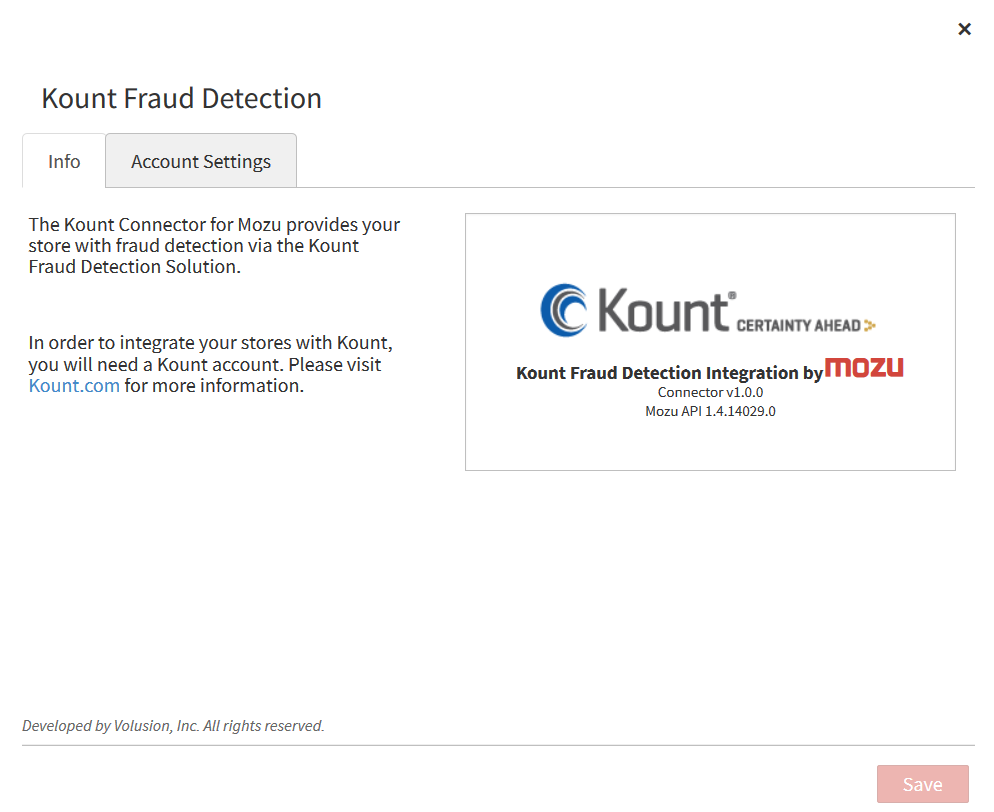 ×
Kount Fraud Detection
Info
Account Settings
The Kount Connector for Mozu provides your
store with fraud detection via the Kount
Fraud Detection Solution.
In order to integrate your stores with Kount,
you will need a Kount account. Please visit
Kount.com for more information.
Kount® CERTAINTY AHEAD
Kount Fraud Detection Integration by mozu
Connector v1.0.0
Mozu API 1.4.14029.0
Developed by Volusion, Inc. All rights reserved.
Save